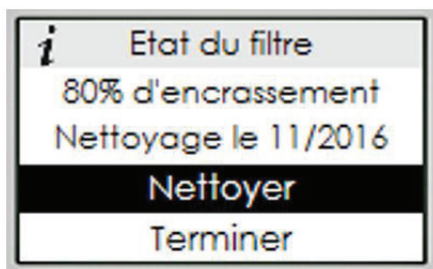 i Etat du filtre
80% d'encrassement
Nettoyage le 11/2016
Nettoyer
Terminer